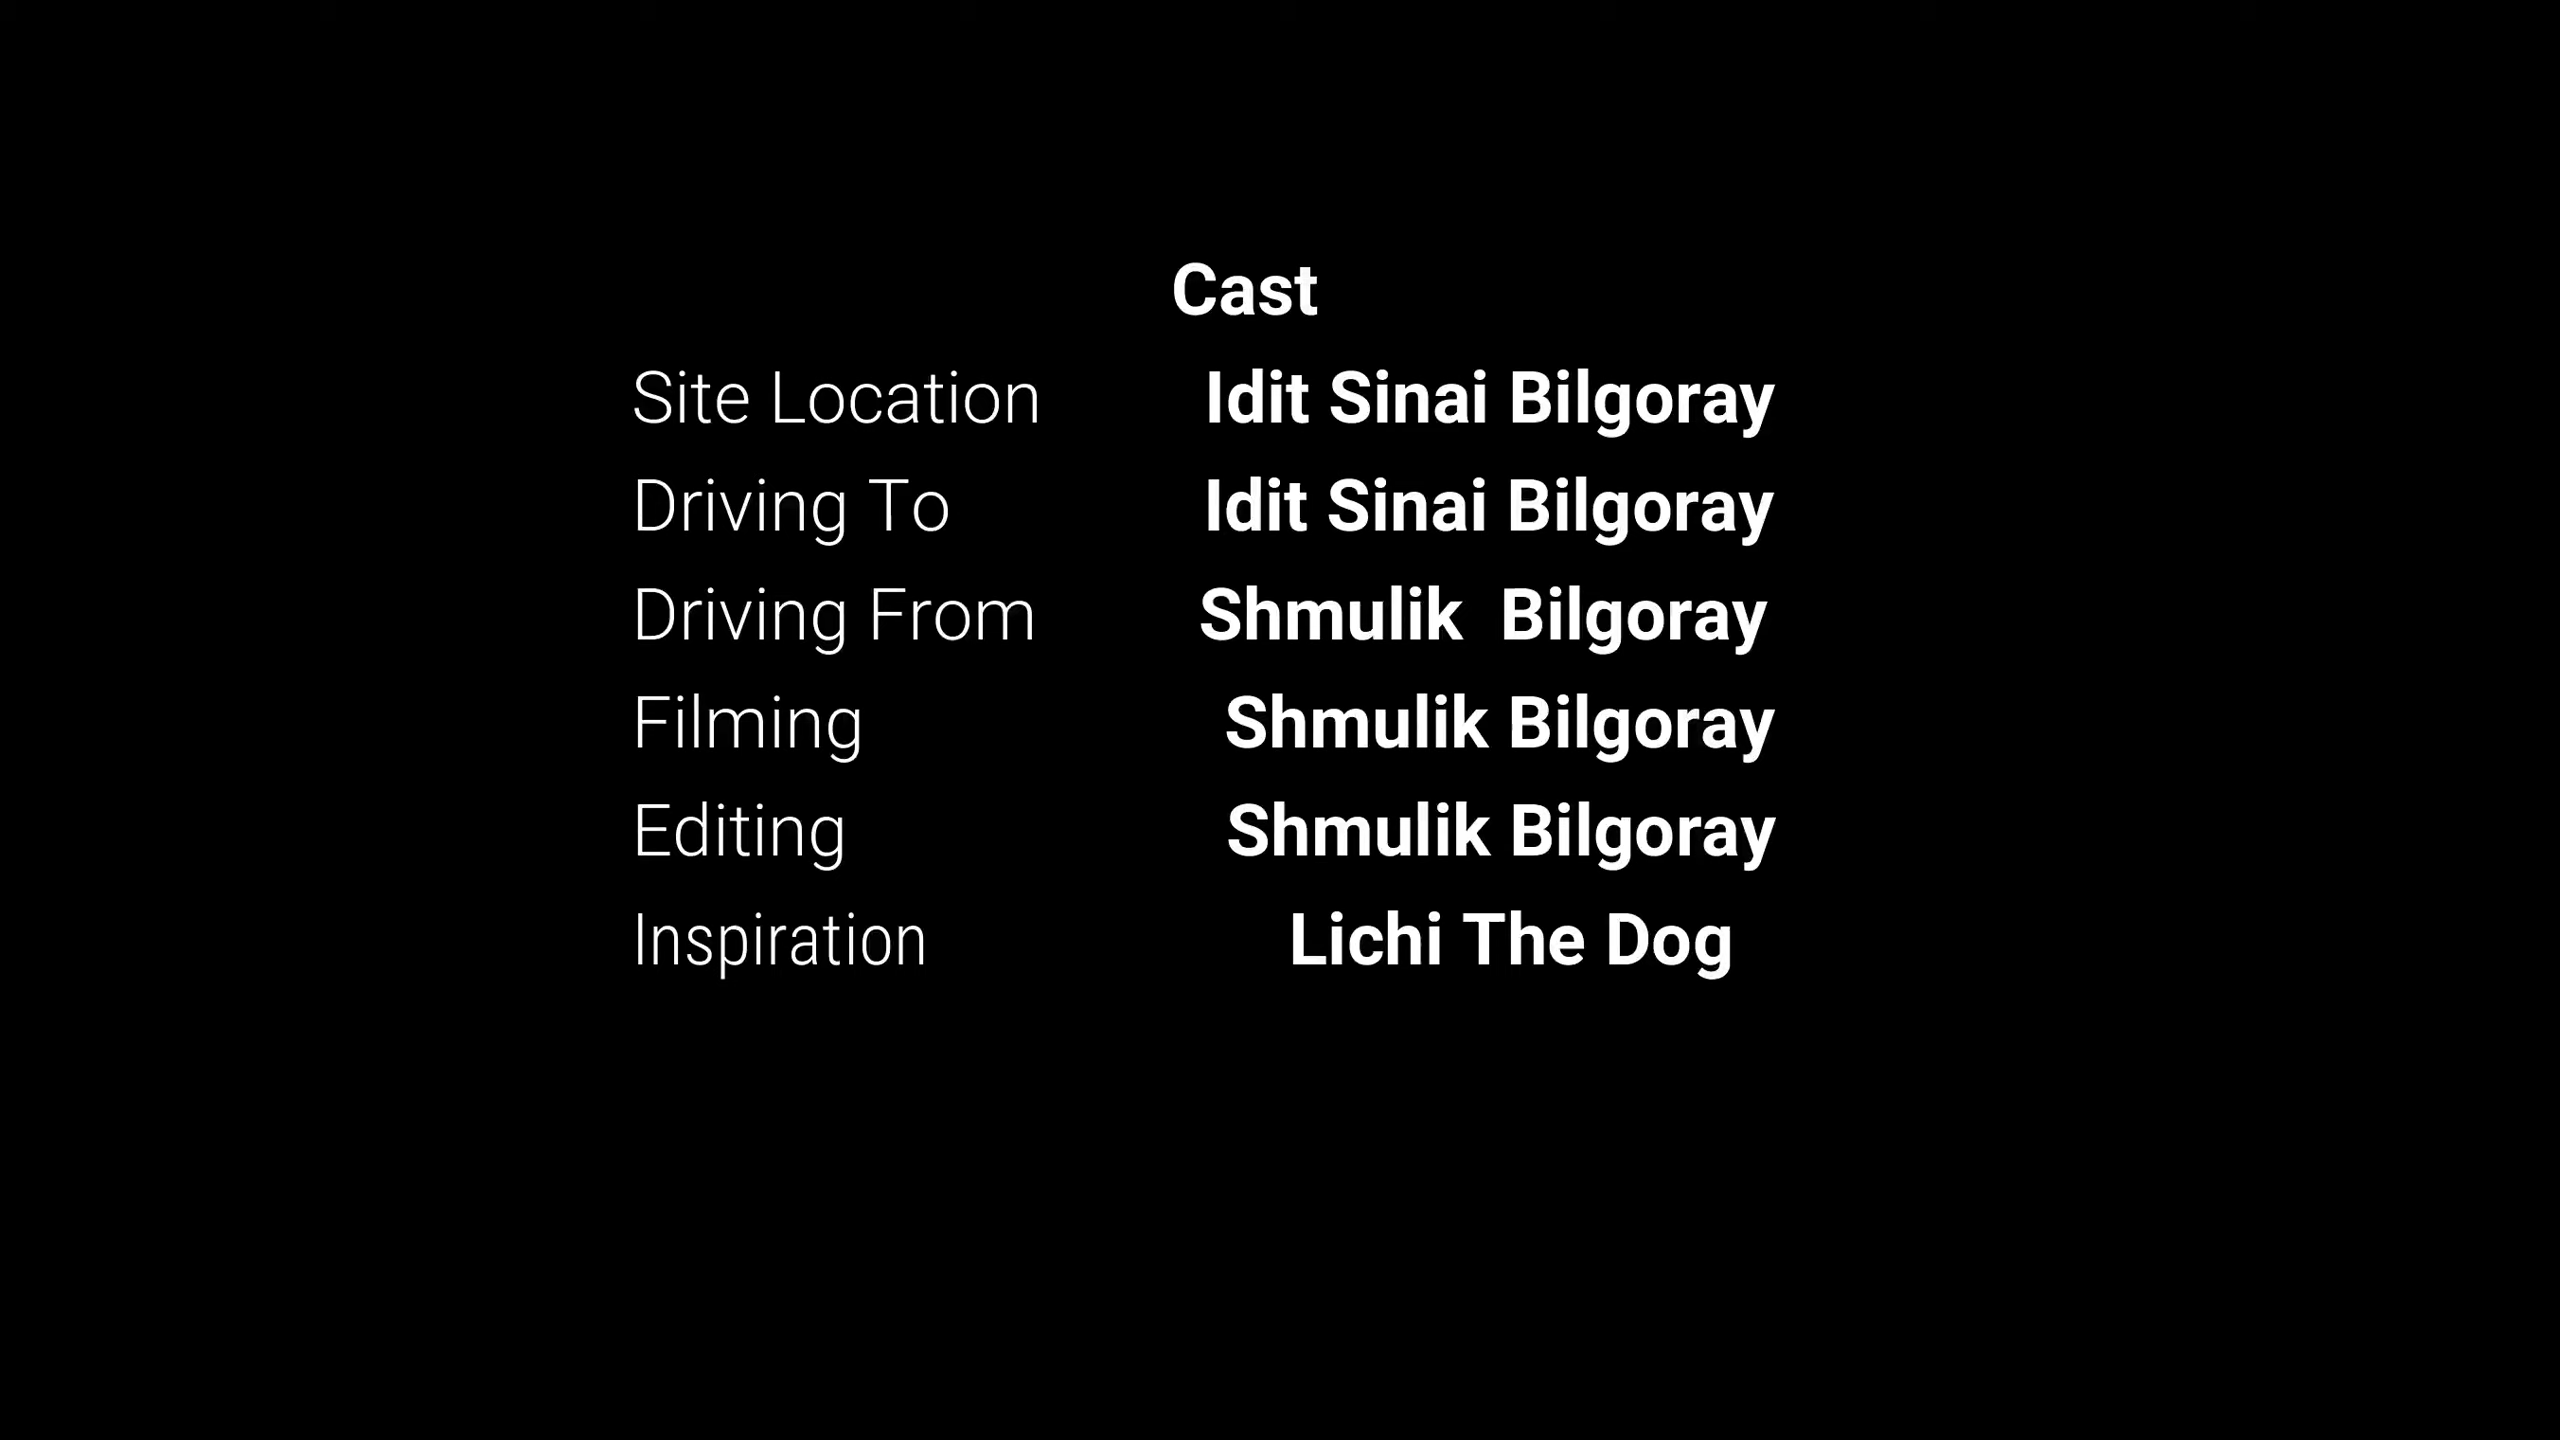 Cast
Site Location Idit Sinai Bilgoray
Driving To Idit Sinai Bilgoray
Driving From Shmulik  Bilgoray
Filming Shmulik Bilgoray
Editing Shmulik Bilgoray
Inspiration Lichi The Dog